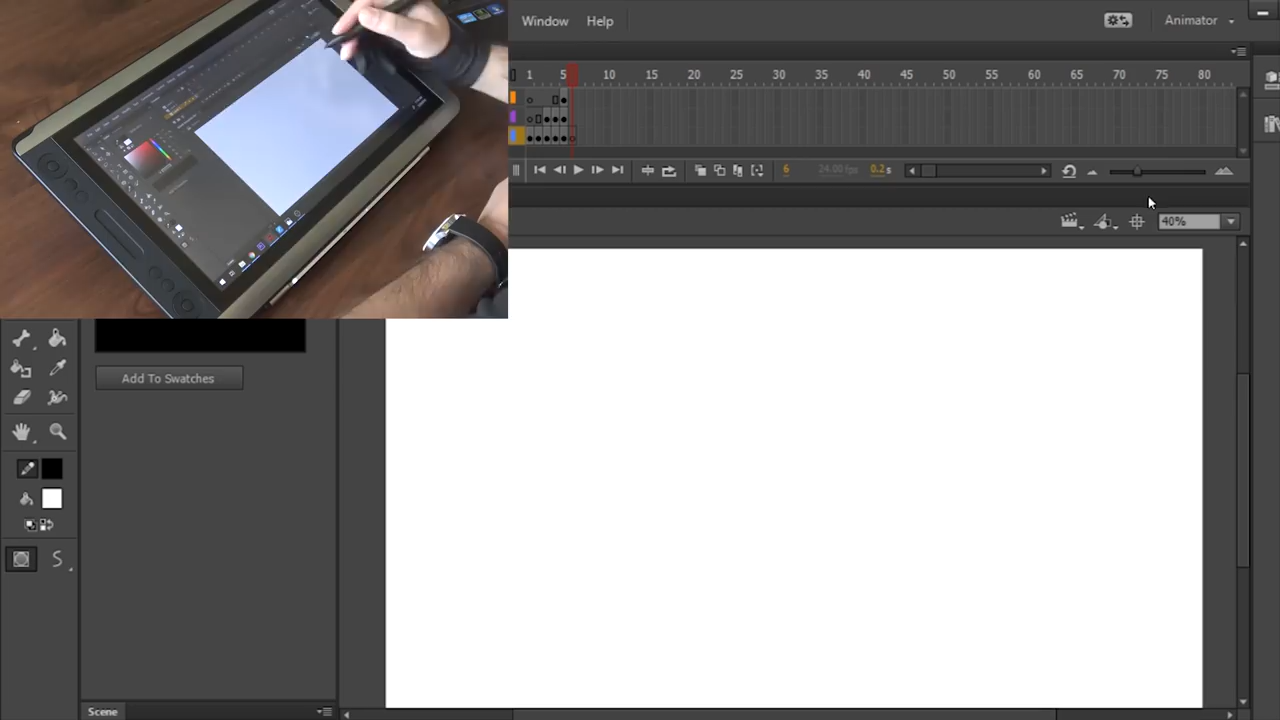 Window Help
Animator
1 5 10 15 20 25 30 35 40 45 50 55 60 65 70 75 80
6 24.00 fps 0.2 s
40%
Add To Swatches
Scene